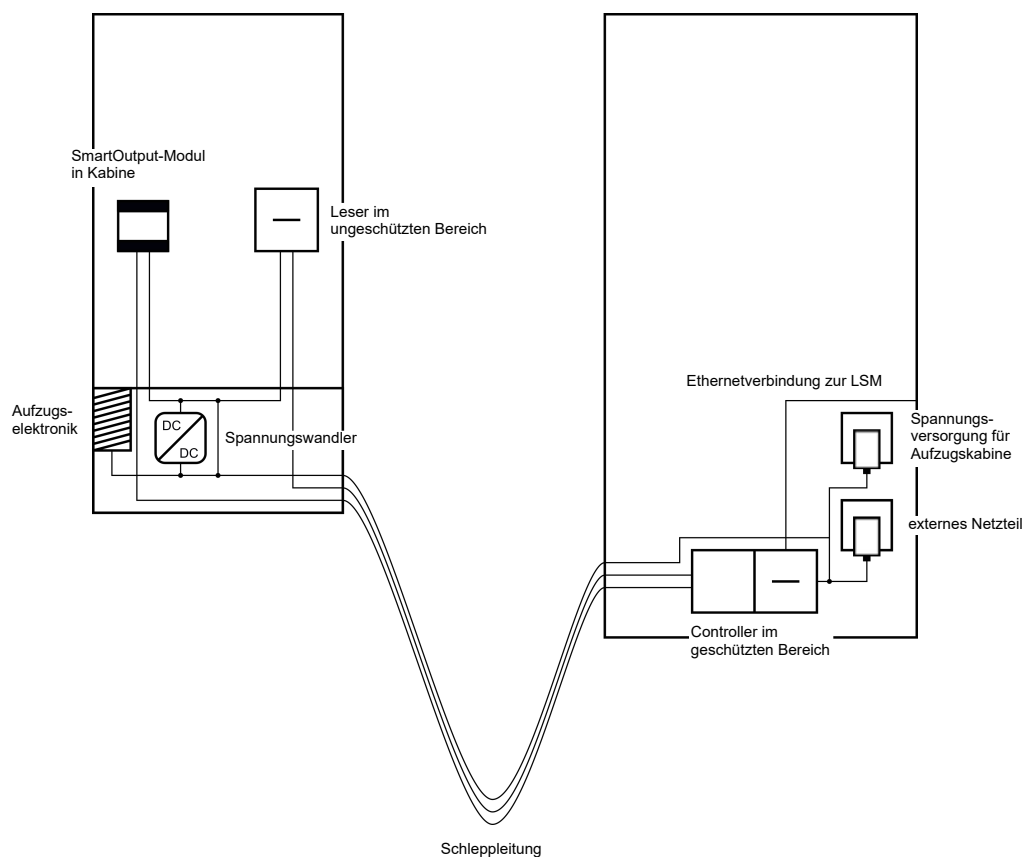 SmartOutput-Modul
in Kabine
Leser im
ungeschützten Bereich
Aufzugs-
elektronik
DC
DC
Spannungswandler
Ethernetverbindung zur LSM
Spannungs-
versorgung für
Aufzugskabine
externes Netzteil
Controller im
geschützten Bereich
Schleppleitung